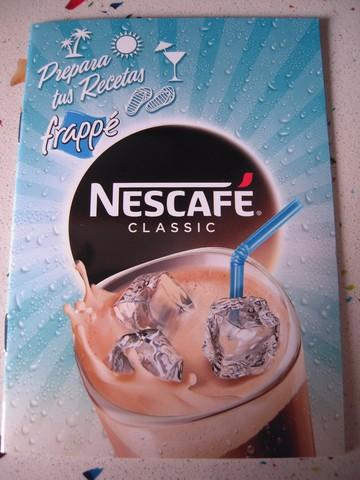 Prepara
tus Recetas
frappé
NESCAFÉ®
CLASSIC